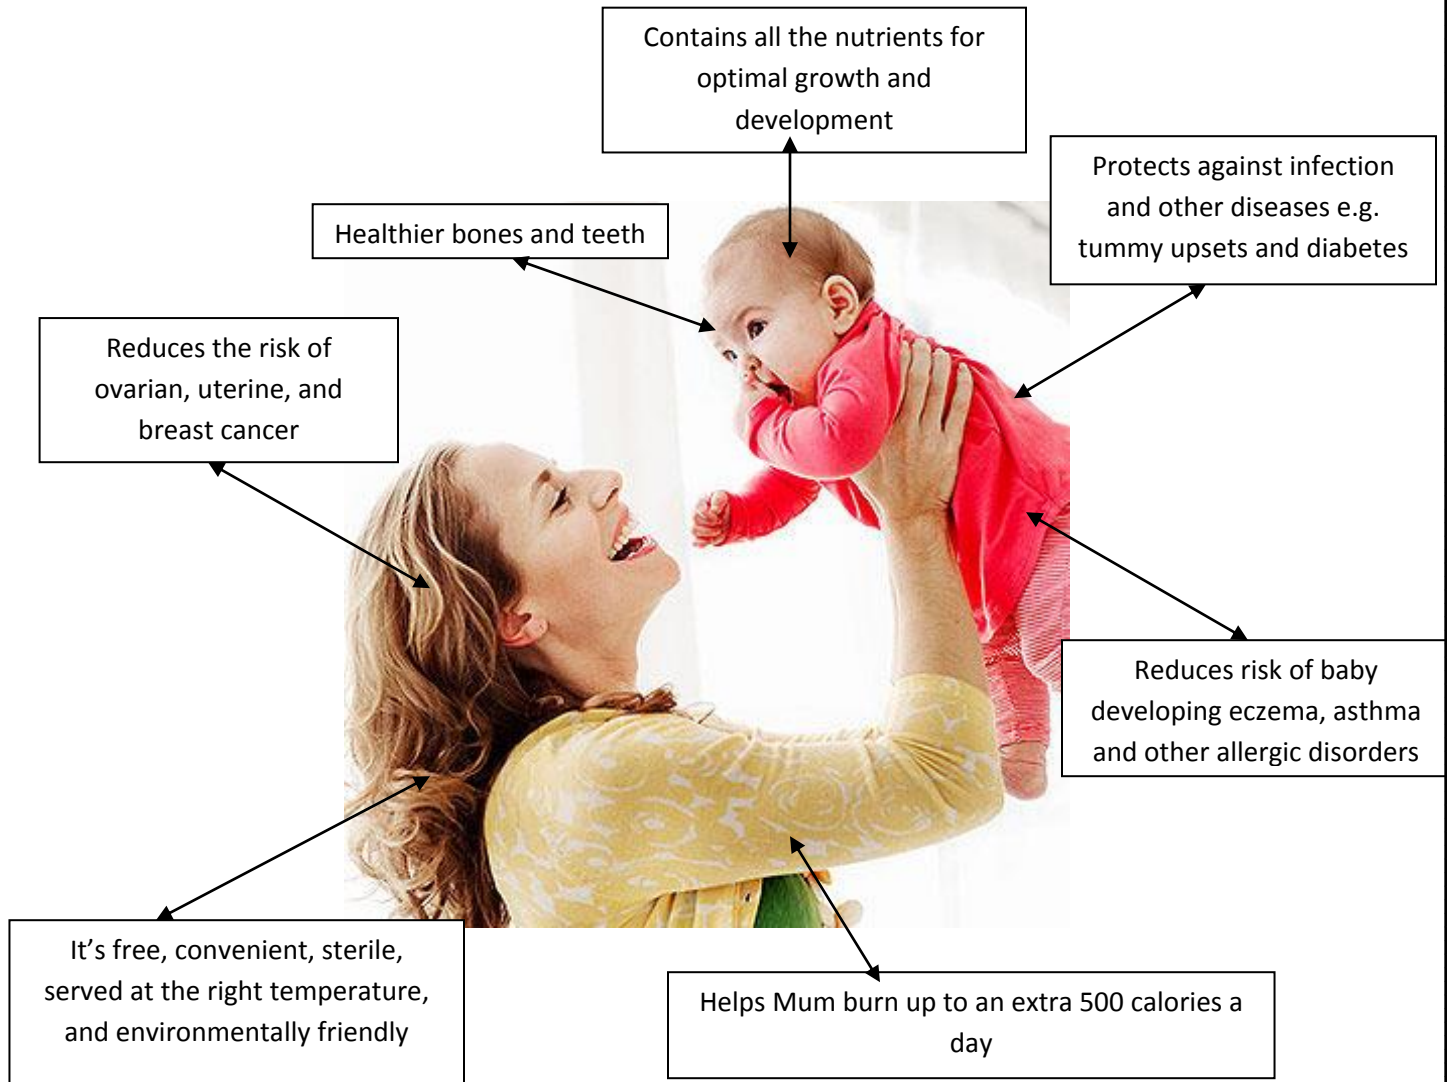 Contains all the nutrients for
optimal growth and
development
Protects against infection
and other diseases e.g.
tummy upsets and diabetes
Healthier bones and teeth
Reduces the risk of
ovarian, uterine, and
breast cancer
Reduces risk of baby
developing eczema, asthma
and other allergic disorders
It’s free, convenient, sterile,
served at the right temperature,
and environmentally friendly
Helps Mum burn up to an extra 500 calories a
day